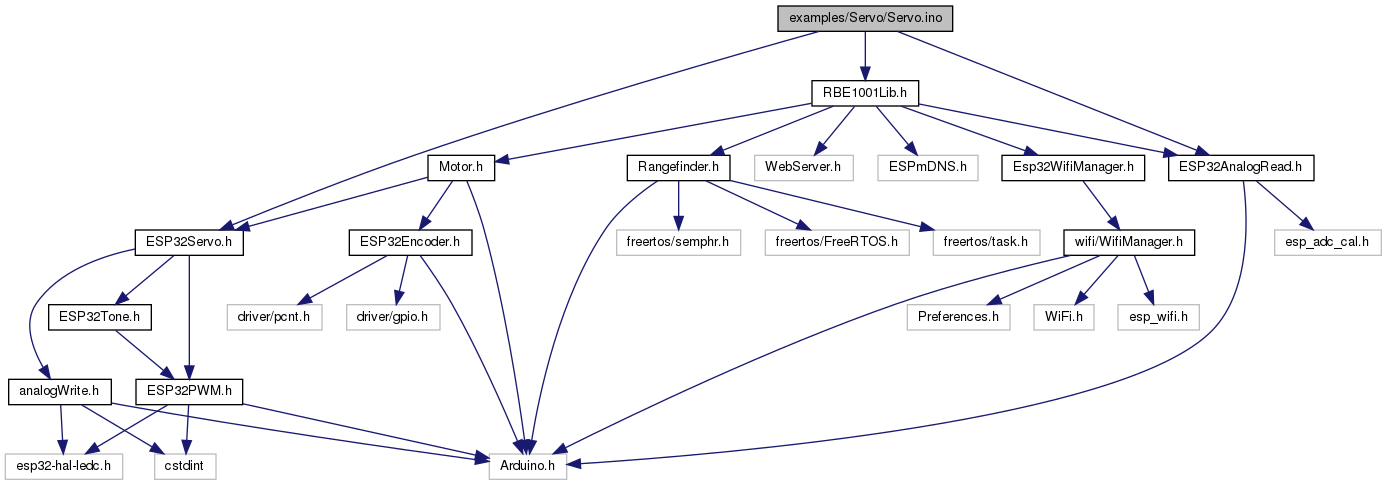 examples/Servo/Servo.ino
RBE1001Lib.h
Motor.h
Rangefinder.h
WebServer.h
ESPmDNS.h
Esp32WifiManager.h
ESP32AnalogRead.h
ESP32Servo.h
ESP32Encoder.h
freertos/semphr.h
freertos/FreeRTOS.h
freertos/task.h
wifi/WifiManager.h
esp_adc_cal.h
ESP32Tone.h
driver/pcnt.h
driver/gpio.h
Preferences.h
WiFi.h
esp_wifi.h
analogWrite.h
ESP32PWM.h
esp32-hal-ledc.h
cstdint
Arduino.h